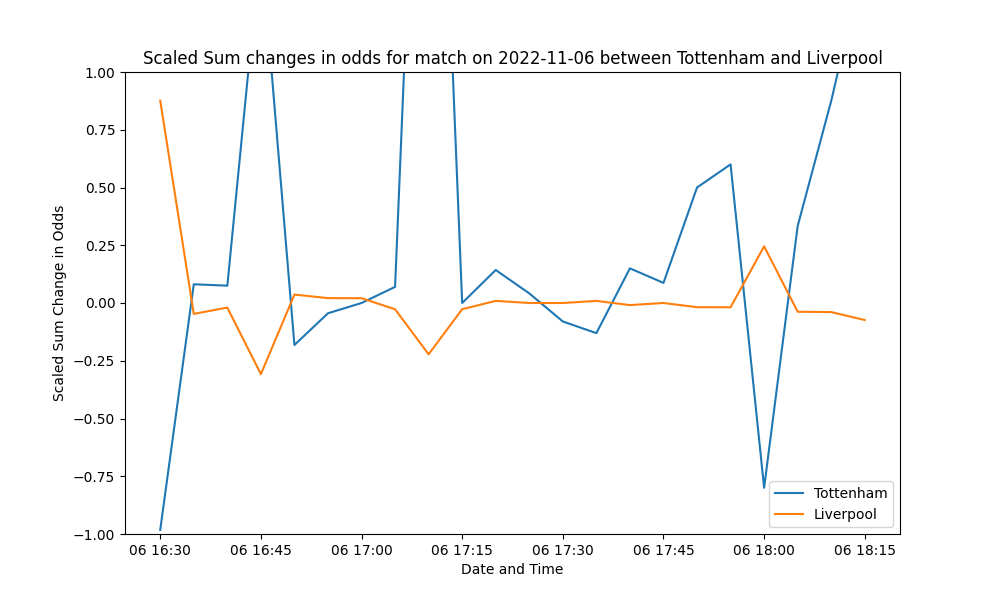 Scaled Sum changes in odds for match on 2022-11-06 between Tottenham and Liverpool
1.00
0.75
0.50
0.25
0.00
−0.25
−0.50
−0.75
−1.00
Scaled Sum Change in Odds
Tottenham
Liverpool
06 16:30 06 16:45 06 17:00 06 17:15 06 17:30 06 17:45 06 18:00 06 18:15
Date and Time